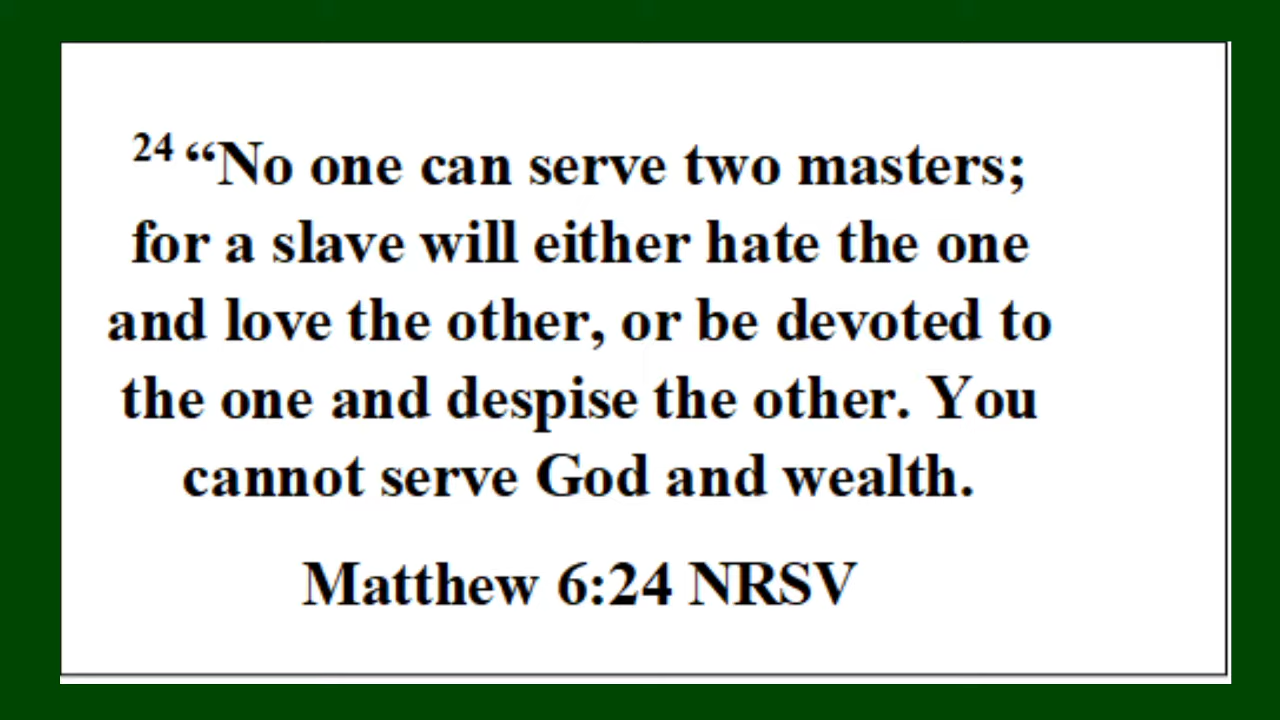 24 “No one can serve two masters;
for a slave will either hate the one
and love the other, or be devoted to
the one and despise the other. You
cannot serve God and wealth.
Matthew 6:24 NRSV